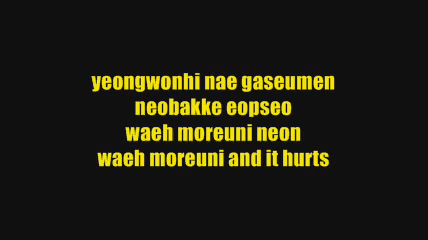 yeongwonhi nae gaseumen
neobakke eopseo
waeh moreuni neon
waeh moreuni and it hurts